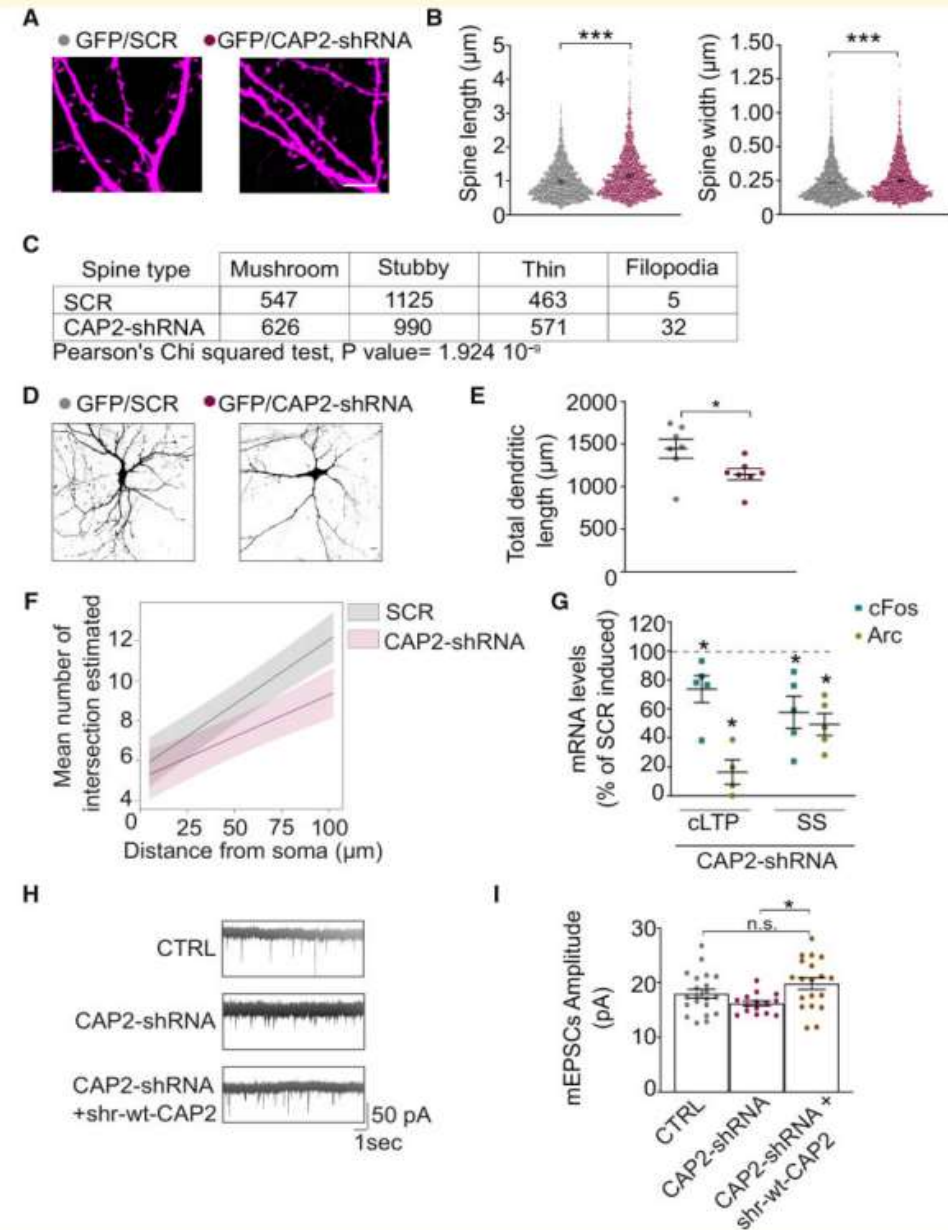 A
● GFP/SCR ● GFP/CAP2-shRNA
B
Spine length (µm)
5
4
3
2
1
0
***
Spine width (µm)
1.50
1.25
1.00
0.50
0.25
0
***
C
Spine type Mushroom Stubby Thin Filopodia
SCR 547 1125 463 5
CAP2-shRNA 626 990 571 32
Pearson's Chi squared test, P value= 1.924 10⁻⁹
D
● GFP/SCR ● GFP/CAP2-shRNA
E
Total dendritic
length (µm)
2000
1500
1000
500
0
*
F
Mean number of
intersection estimated
12
10
8
6
4
0 25 50 75 100
Distance from soma (µm)
SCR
CAP2-shRNA
G
cFos
Arc
mRNA levels
(% of SCR induced)
120
100
80
60
40
20
0
* * * *
cLTP SS
CAP2-shRNA
H
CTRL
CAP2-shRNA
CAP2-shRNA
+shr-wt-CAP2
50 pA
1sec
I
mEPSCs Amplitude
(pA)
30
20
10
0
*
n.s.
CTRL
CAP2-shRNA
CAP2-shRNA +
shr-wt-CAP2